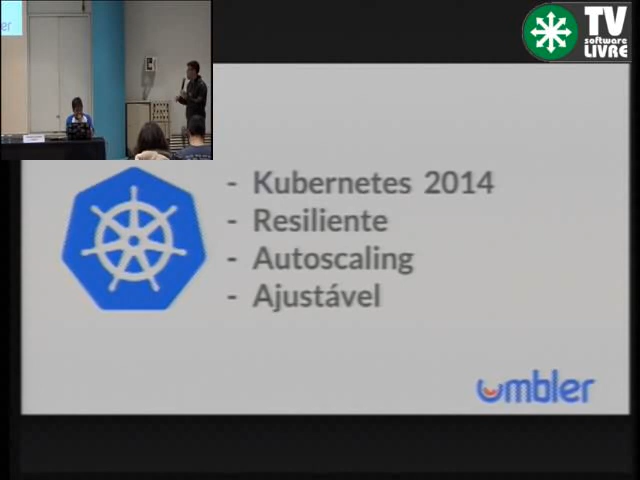 TV
software
LIVRE
- Kubernetes 2014
- Resiliente
- Autoscaling
- Ajustável
umbler